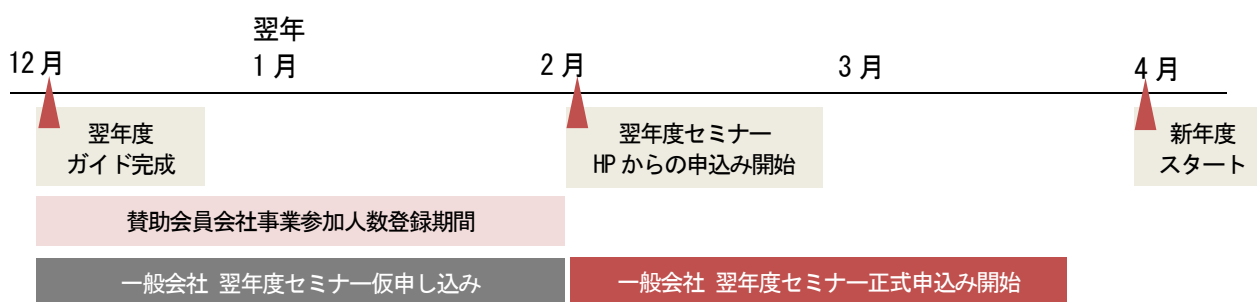 翌年
12月
1月
2月
3月
4月
翌年度
ガイド完成
翌年度セミナー
HPからの申込み開始
新年度
スタート
賛助会員会社事業参加人数登録期間
一般会社 翌年度セミナー仮申し込み
一般会社 翌年度セミナー正式申込み開始